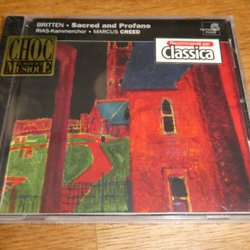 BRITTEN • Sacred and Profane
RIAS-Kammerchor • MARCUS CREED
CHOC
MUSIQUE
Recommandé par
Classica